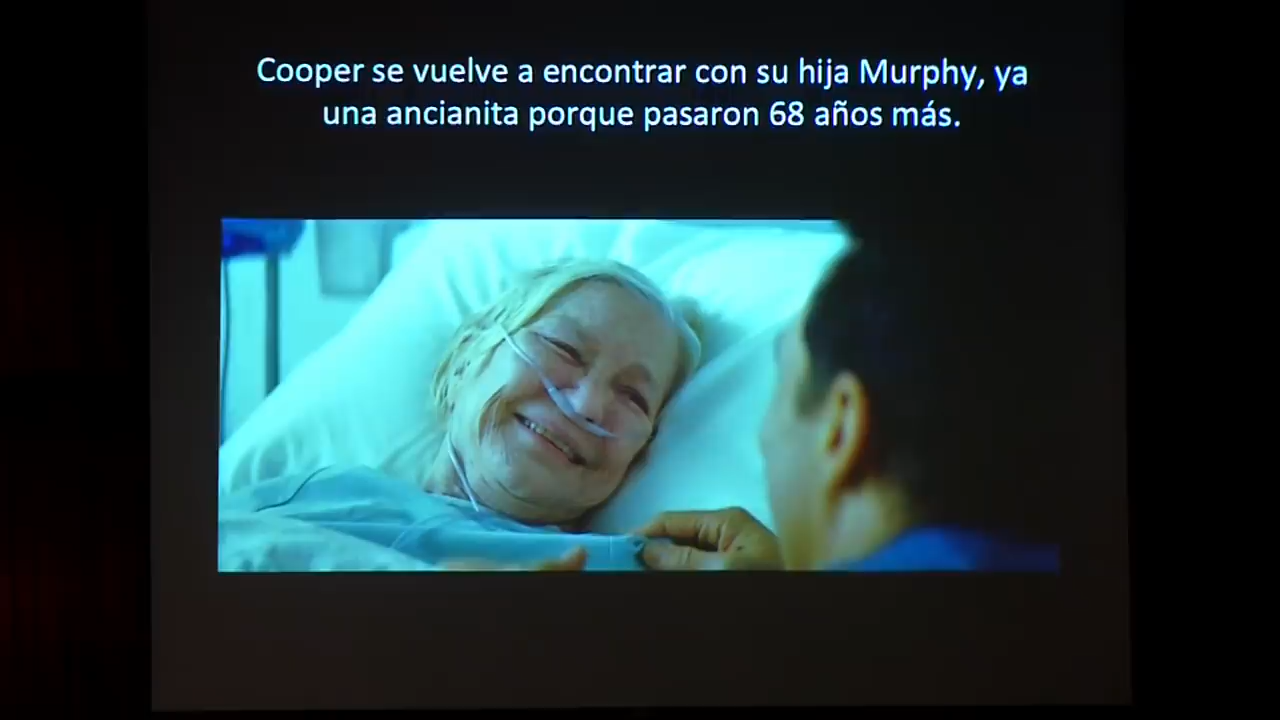 Cooper se vuelve a encontrar con su hija Murphy, ya
una ancianita porque pasaron 68 años más.